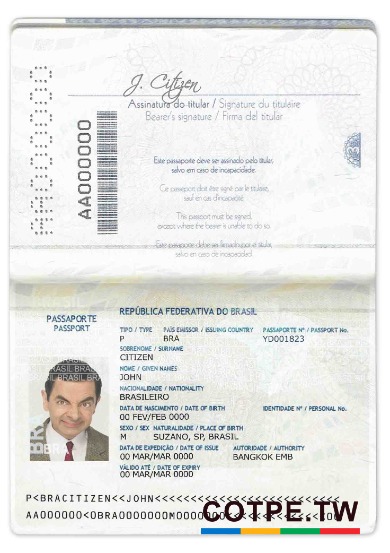 J. Citizen
Assinatura do titular / Signature du titulaire
Bearer's signature / Firma del titular
AA000000
Este passaporte deve ser assinado pelo titular,
salvo em caso de incapacidade.
Ce passeport doit être signé par le titulaire,
sauf en cas d'incapacité.
This passport must be signed,
except where the bearer is unable to do so.
Este pasaporte debe ser firmado por el titular,
salvo en caso de incapacidad.
PASSAPORTE
PASSPORT
REPÚBLICA FEDERATIVA DO BRASIL
TIPO / TYPE PAÍS EMISSOR / ISSUING COUNTRY PASSAPORTE Nº / PASSPORT No.
P BRA YD001823
SOBRENOME / SURNAME
CITIZEN
NOME / GIVEN NAMES
JOHN
NACIONALIDADE / NATIONALITY
BRASILEIRO
DATA DE NASCIMENTO / DATE OF BIRTH IDENTIDADE Nº / PERSONAL No.
00 FEV/FEB 0000
SEXO / SEX NATURALIDADE / PLACE OF BIRTH
M SUZANO, SP, BRASIL
DATA DE EXPEDIÇÃO / DATE OF ISSUE AUTORIDADE / AUTHORITY
00 MAR/MAR 0000 BANGKOK EMB
VÁLIDO ATÉ / DATE OF EXPIRY
00 MAR/MAR 0000
P<BRACITIZEN<<JOHN<<<<<<
COTPE.TW